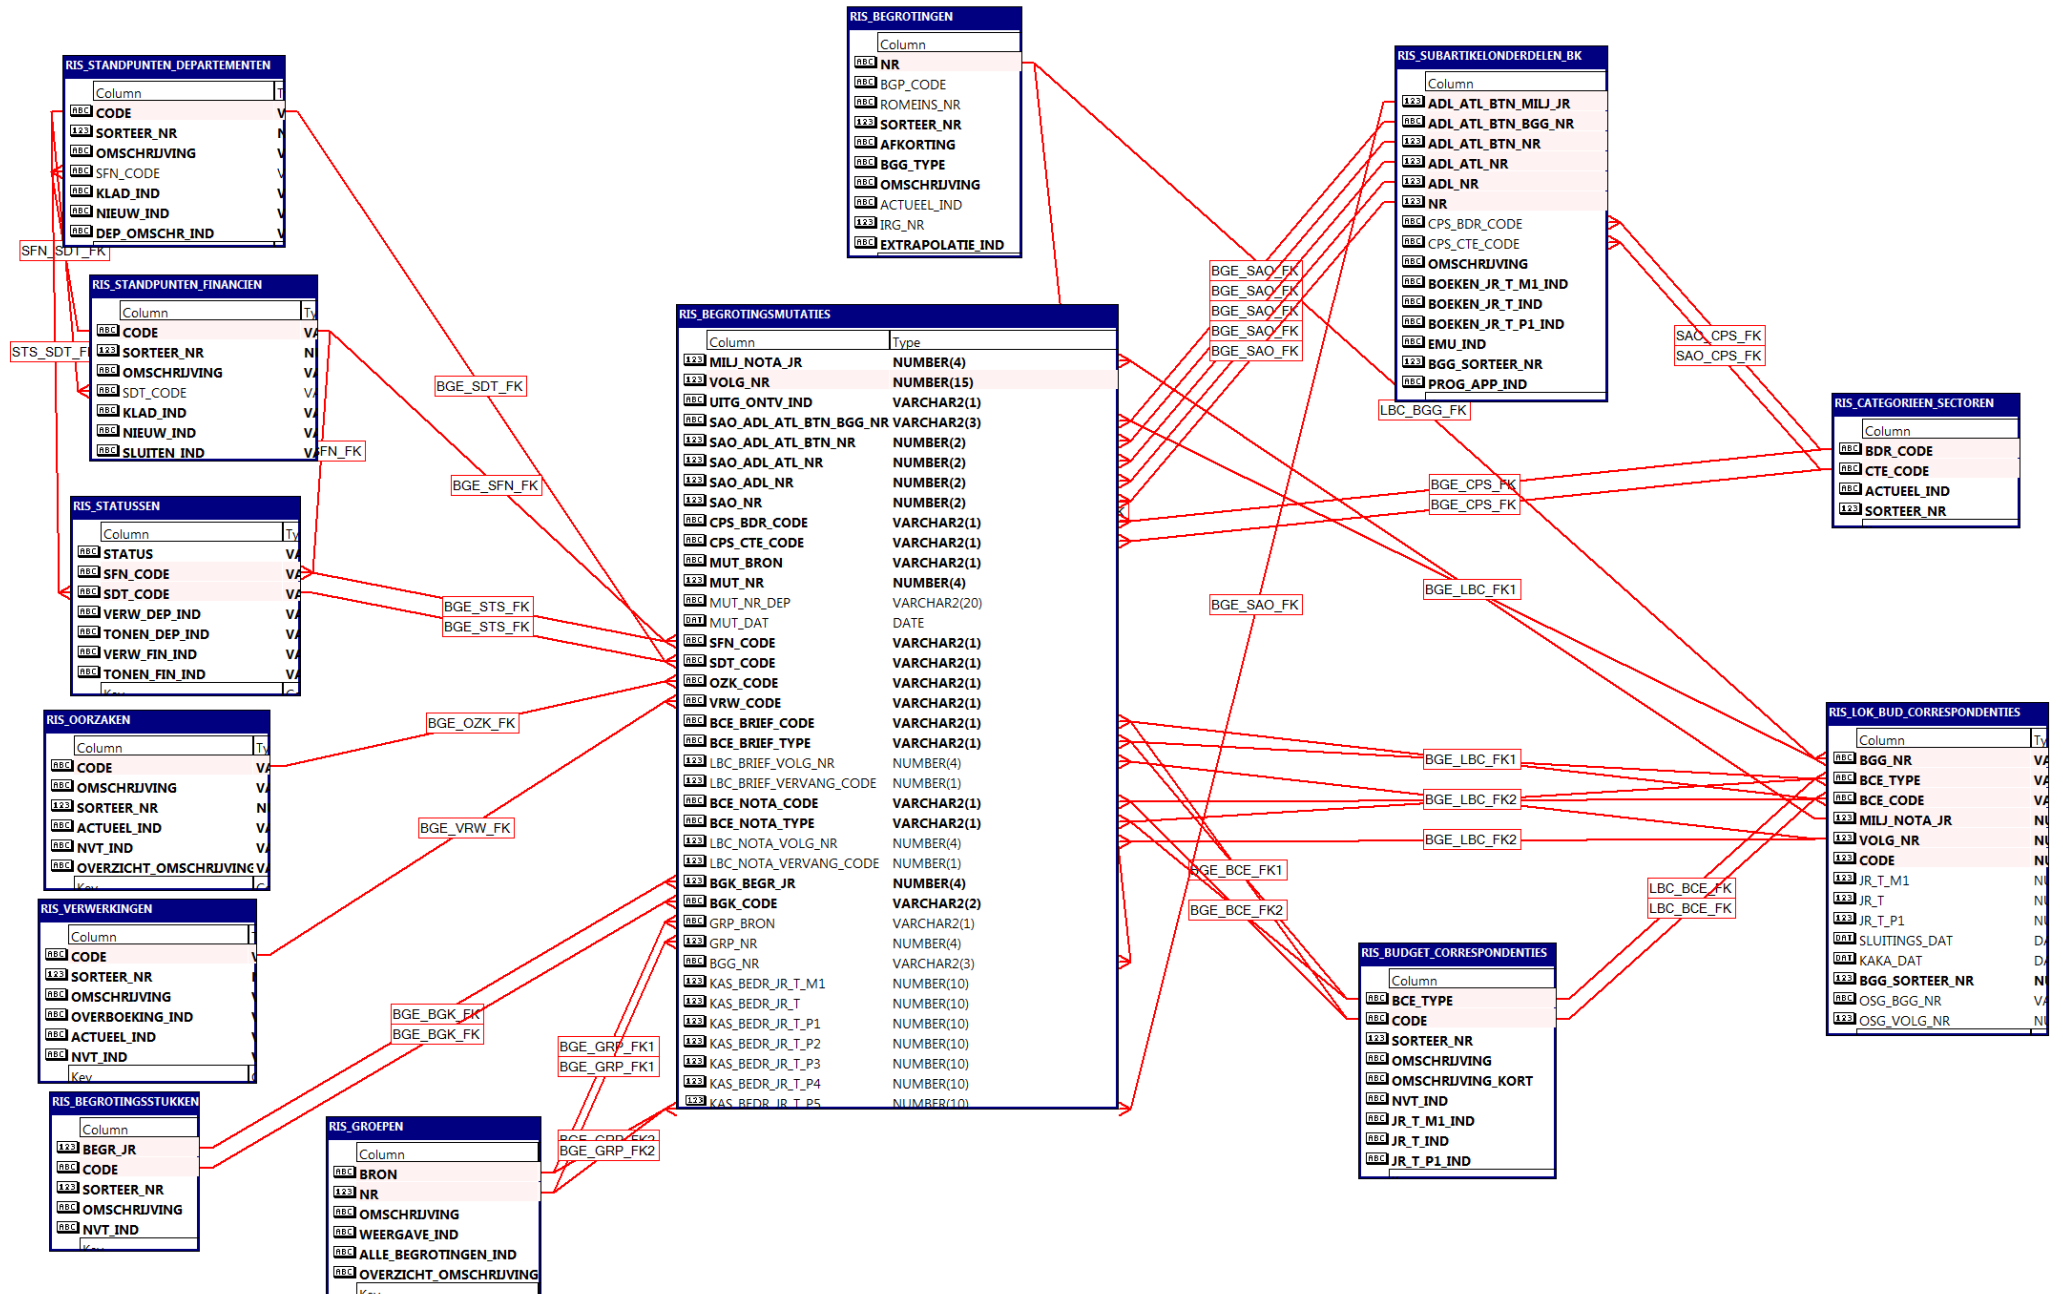 RIS_STANDPUNTEN_DEPARTEMENTEN
Column
CODE
SORTEER_NR
OMSCHRIJVING
SFN_CODE
KLAD_IND
NIEUW_IND
DEP_OMSCHR_IND
SFN_SDT_FK
RIS_STANDPUNTEN_FINANCIEN
Column
CODE
SORTEER_NR
OMSCHRIJVING
SDT_CODE
KLAD_IND
NIEUW_IND
SLUITEN_IND
RIS_STATUSSEN
Column
STATUS
SFN_CODE
SDT_CODE
VERW_DEP_IND
TONEN_DEP_IND
VERW_FIN_IND
TONEN_FIN_IND
RIS_OORZAKEN
Column
CODE
OMSCHRIJVING
SORTEER_NR
ACTUEEL_IND
NVT_IND
OVERZICHT_OMSCHRIJVING
RIS_VERWERKINGEN
Column
CODE
SORTEER_NR
OMSCHRIJVING
OVERBOEKING_IND
ACTUEEL_IND
NVT_IND
Key
RIS_BEGROTINGSSTUKKEN
Column
BEGR_JR
CODE
SORTEER_NR
OMSCHRIJVING
NVT_IND
RIS_GROEPEN
Column
BRON
NR
OMSCHRIJVING
WEERGAVE_IND
ALLE_BEGROTINGEN_IND
OVERZICHT_OMSCHRIJVING
Key
BGE_SDT_FK
BGE_SFN_FK
BGE_STS_FK
BGE_STS_FK
BGE_OZK_FK
BGE_VRW_FK
BGE_BGK_FK
BGE_BGK_FK
BGE_GRP_FK1
BGE_GRP_FK1
BGE_GRP_FK2
BGE_GRP_FK2
RIS_BEGROTINGEN
Column
NR
BGP_CODE
ROMEINS_NR
SORTEER_NR
AFKORTING
BGG_TYPE
OMSCHRIJVING
ACTUEEL_IND
IRG_NR
EXTRAPOLATIE_IND
RIS_BEGROTINGSMUTATIES
Column Type
MILJ_NOTA_JR NUMBER(4)
VOLG_NR NUMBER(15)
UITG_ONTV_IND VARCHAR2(1)
SAO_ADL_ATL_BTN_BGG_NR VARCHAR2(3)
SAO_ADL_ATL_BTN_NR NUMBER(2)
SAO_ADL_ATL_NR NUMBER(2)
SAO_ADL_NR NUMBER(2)
SAO_NR NUMBER(2)
CPS_BDR_CODE VARCHAR2(1)
CPS_CTE_CODE VARCHAR2(1)
MUT_BRON VARCHAR2(1)
MUT_NR NUMBER(4)
MUT_NR_DEP VARCHAR2(20)
MUT_DAT DATE
SFN_CODE VARCHAR2(1)
SDT_CODE VARCHAR2(1)
OZK_CODE VARCHAR2(1)
VRW_CODE VARCHAR2(1)
BCE_BRIEF_CODE VARCHAR2(1)
BCE_BRIEF_TYPE VARCHAR2(1)
LBC_BRIEF_VOLG_NR NUMBER(4)
LBC_BRIEF_VERVANG_CODE NUMBER(1)
BCE_NOTA_CODE VARCHAR2(1)
BCE_NOTA_TYPE VARCHAR2(1)
LBC_NOTA_VOLG_NR NUMBER(4)
LBC_NOTA_VERVANG_CODE NUMBER(1)
BGK_BEGR_JR NUMBER(4)
BGK_CODE VARCHAR2(2)
GRP_BRON VARCHAR2(1)
GRP_NR NUMBER(4)
BGG_NR VARCHAR2(3)
KAS_BEDR_JR_T_M1 NUMBER(10)
KAS_BEDR_JR_T NUMBER(10)
KAS_BEDR_JR_T_P1 NUMBER(10)
KAS_BEDR_JR_T_P2 NUMBER(10)
KAS_BEDR_JR_T_P3 NUMBER(10)
KAS_BEDR_JR_T_P4 NUMBER(10)
KAS_BEDR_JR_T_P5 NUMBER(10)
BGE_SAO_FK
BGE_SAO_FK
BGE_SAO_FK
BGE_SAO_FK
BGE_SAO_FK
BGE_SAO_FK
RIS_SUBARTIKELONDERDELEN_BK
Column
ADL_ATL_BTN_MILJ_JR
ADL_ATL_BTN_BGG_NR
ADL_ATL_BTN_NR
ADL_ATL_NR
ADL_NR
NR
CPS_BDR_CODE
CPS_CTE_CODE
OMSCHRIJVING
BOEKEN_JR_T_M1_IND
BOEKEN_JR_T_IND
BOEKEN_JR_T_P1_IND
EMU_IND
BGG_SORTEER_NR
PROG_APP_IND
LBC_BGG_FK
SAO_CPS_FK
SAO_CPS_FK
BGE_CPS_FK
BGE_CPS_FK
RIS_CATEGORIEEN_SECTOREN
Column
BDR_CODE
CTE_CODE
ACTUEEL_IND
SORTEER_NR
BGE_LBC_FK1
BGE_LBC_FK1
BGE_LBC_FK2
BGE_LBC_FK2
BGE_BCE_FK1
BGE_BCE_FK2
LBC_BCE_FK
LBC_BCE_FK
RIS_BUDGET_CORRESPONDENTIES
Column
BCE_TYPE
CODE
SORTEER_NR
OMSCHRIJVING
OMSCHRIJVING_KORT
NVT_IND
JR_T_M1_IND
JR_T_IND
JR_T_P1_IND
RIS_LOK_BUD_CORRESPONDENTIES
Column
BGG_NR
BCE_TYPE
BCE_CODE
MILJ_NOTA_JR
VOLG_NR
CODE
JR_T_M1
JR_T
JR_T_P1
SLUITINGS_DAT
KAKA_DAT
BGG_SORTEER_NR
OSG_BGG_NR
OSG_VOLG_NR